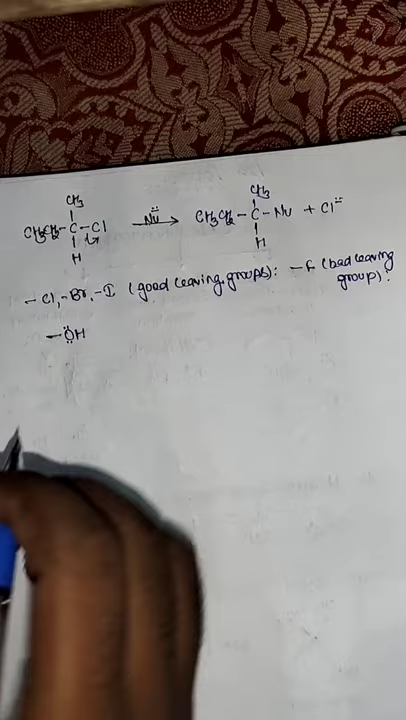 CH₃
CH₃CH₂-C-Cl
H
Nü
CH₃
CH₃CH₂-C-Nu + Cl
H
-Cl, -Br, -I (good leaving groups): -F (bad leaving
group):
-ÖH